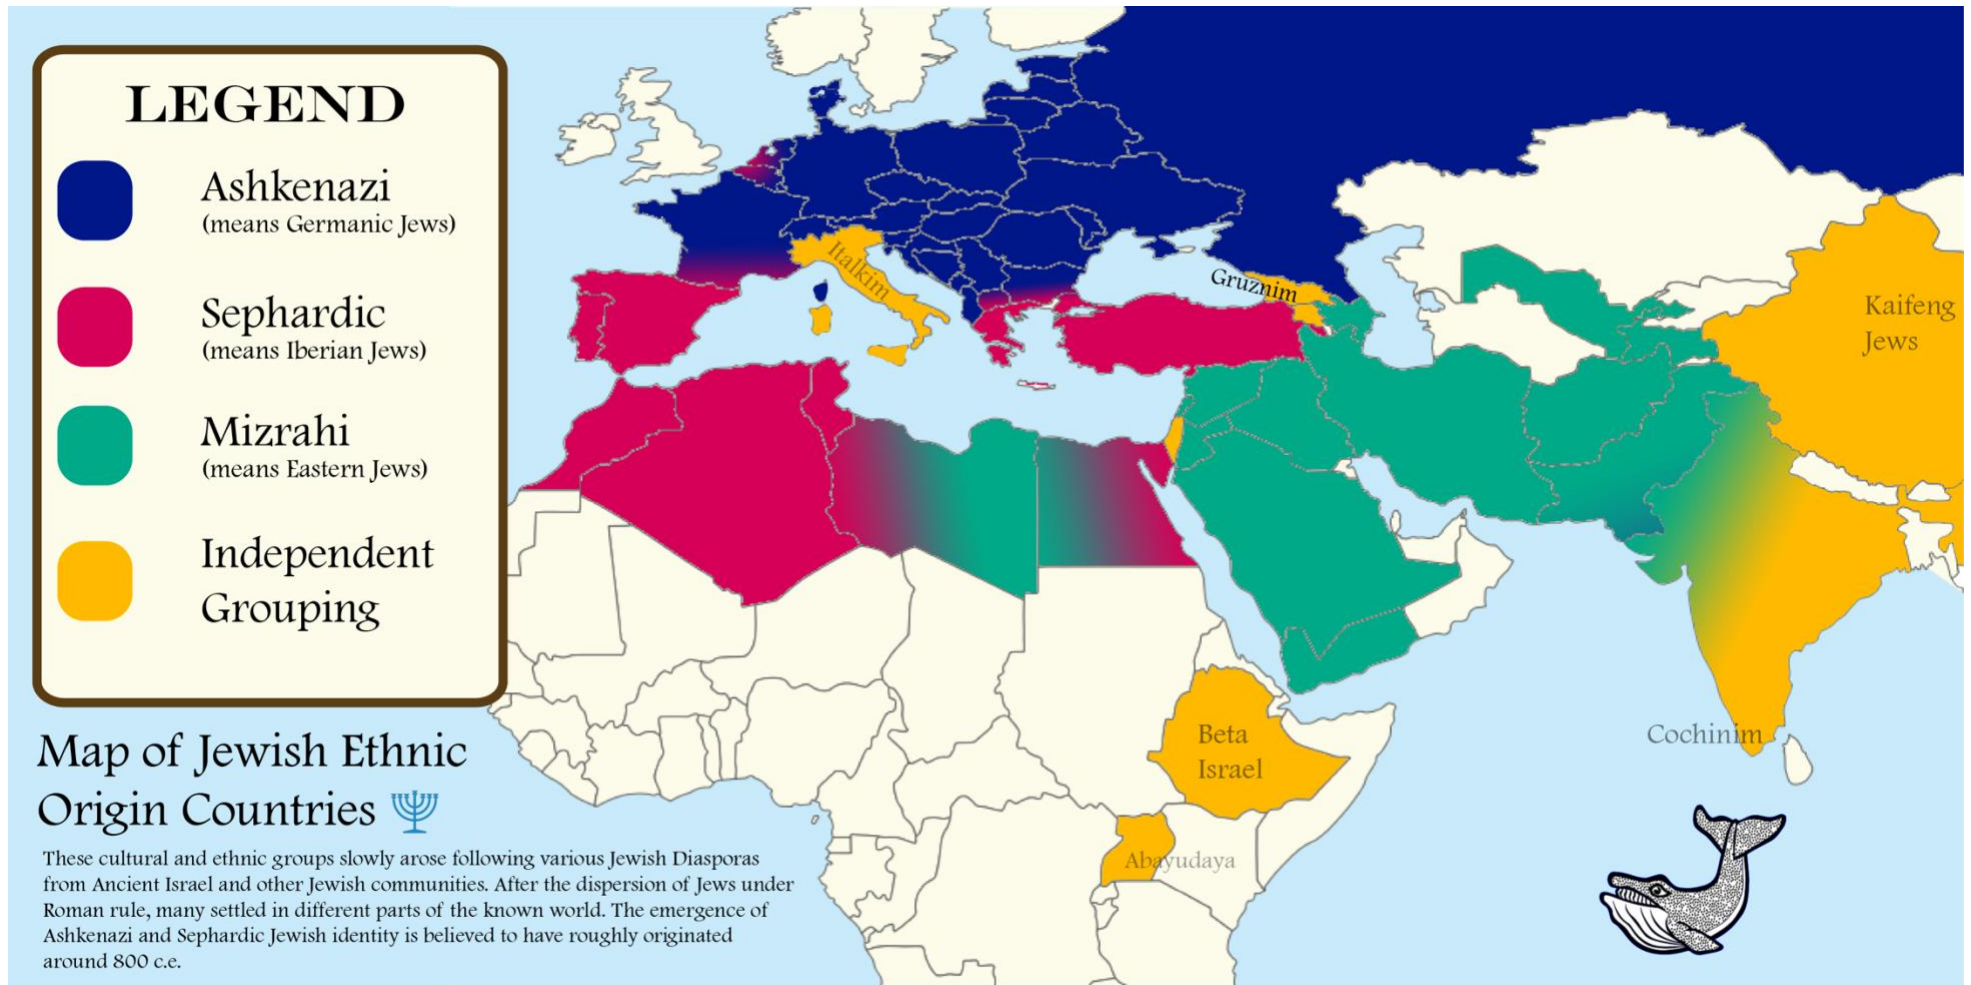 LEGEND
Ashkenazi
(means Germanic Jews)
Sephardic
(means Iberian Jews)
Mizrahi
(means Eastern Jews)
Independent
Grouping
Map of Jewish Ethnic
Origin Countries
These cultural and ethnic groups slowly arose following various Jewish Diasporas
from Ancient Israel and other Jewish communities. After the dispersion of Jews under
Roman rule, many settled in different parts of the known world. The emergence of
Ashkenazi and Sephardic Jewish identity is believed to have roughly originated
around 800 c.e.
Italkim
Gruznim
Kaifeng
Jews
Beta
Israel
Abayudaya
Cochinim